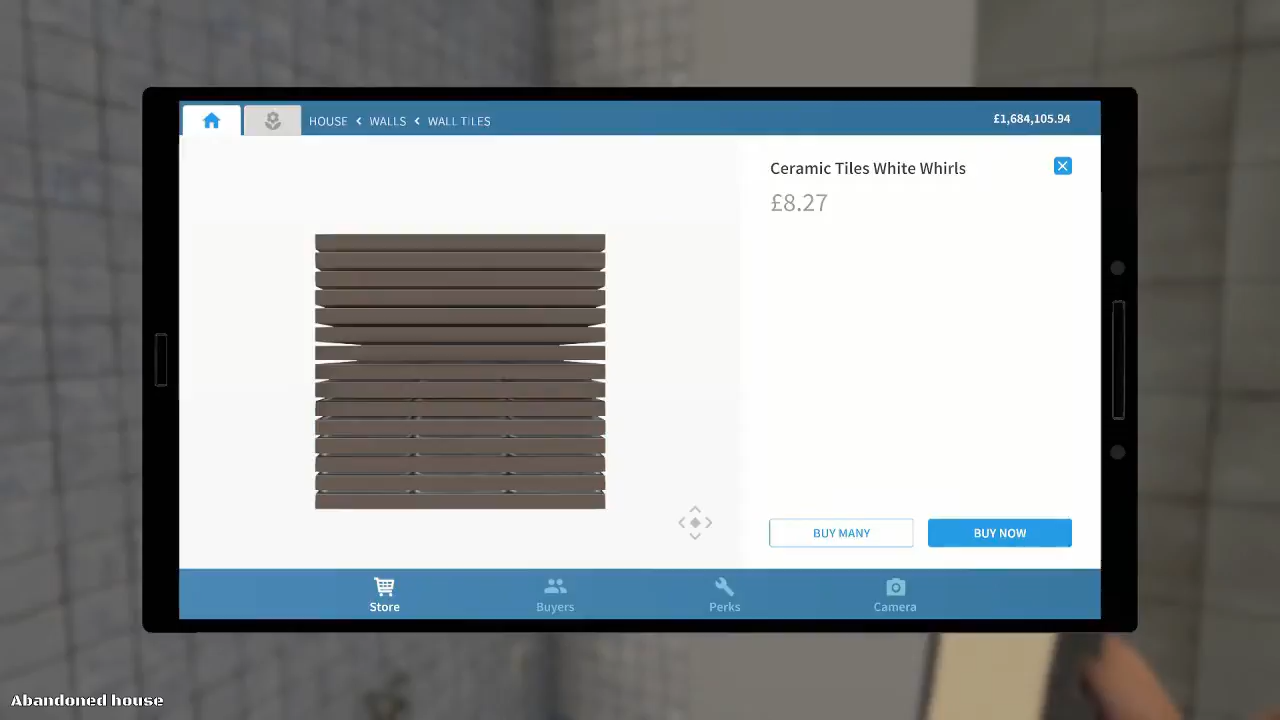 HOUSE < WALLS < WALL TILES
£1,684,105.94
Ceramic Tiles White Whirls
£8.27
BUY MANY
BUY NOW
Store
Buyers
Perks
Camera
Abandoned house